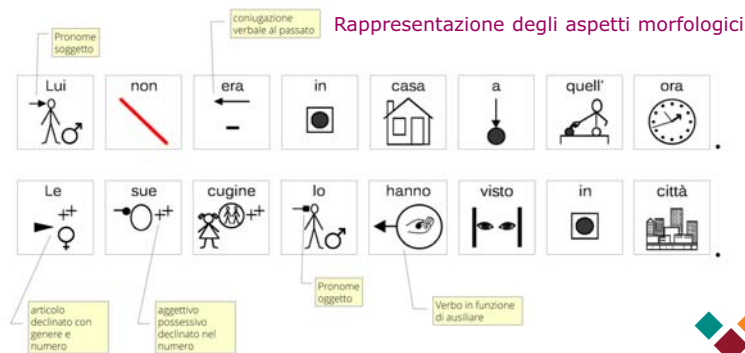 Rappresentazione degli aspetti morfologici
Pronome
soggetto
coniugazione
verbale al passato
Lui non era in casa a quell' ora.
Le sue cugine lo hanno visto in città.
articolo
declinato con
genere e
numero
aggettivo
possessivo
declinato nel
numero
Pronome
oggetto
Verbo in funzione
di ausiliare